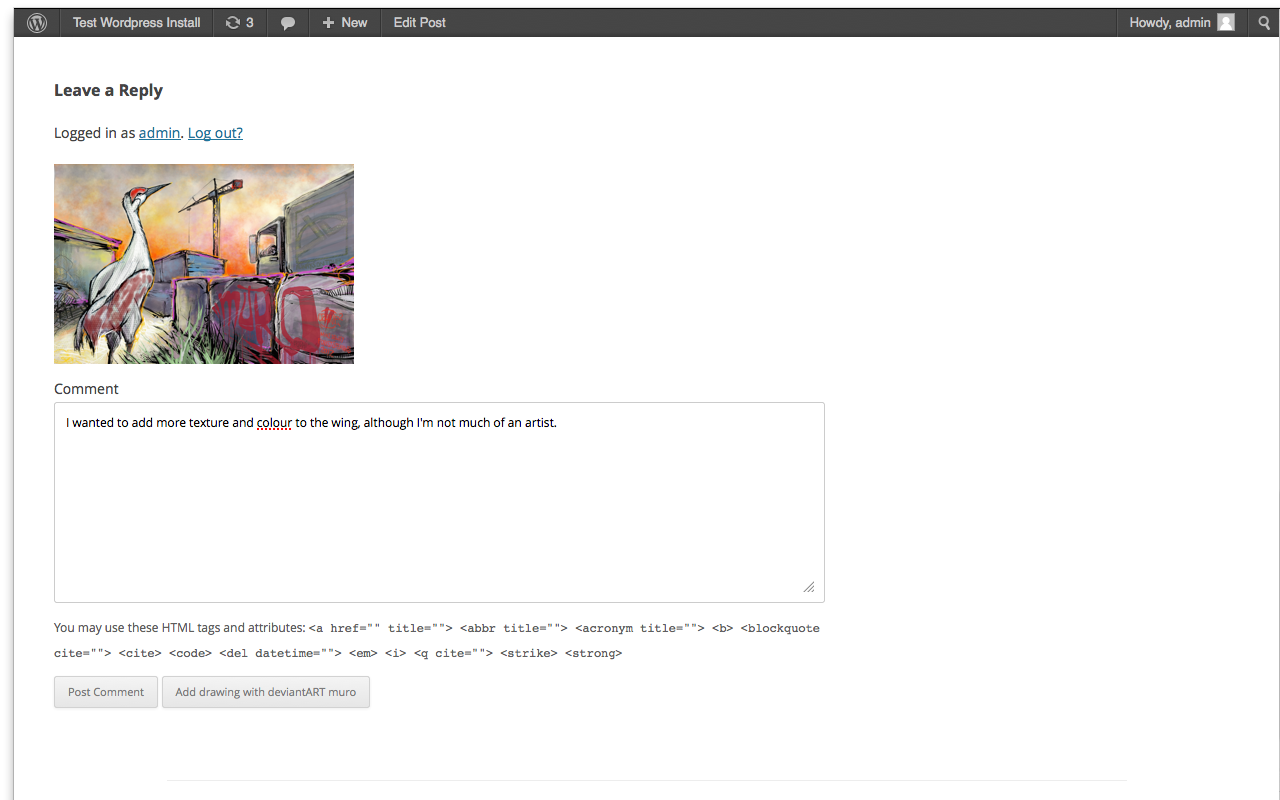 Test Wordpress Install 3 New Edit Post Howdy, admin
Leave a Reply
Logged in as admin. Log out?
Comment
I wanted to add more texture and colour to the wing, although I'm not much of an artist.
You may use these HTML tags and attributes: <a href="" title=""> <abbr title=""> <acronym title=""> <b> <blockquote
cite=""> <cite> <code> <del datetime=""> <em> <i> <q cite=""> <strike> <strong>
Post Comment Add drawing with deviantART muro